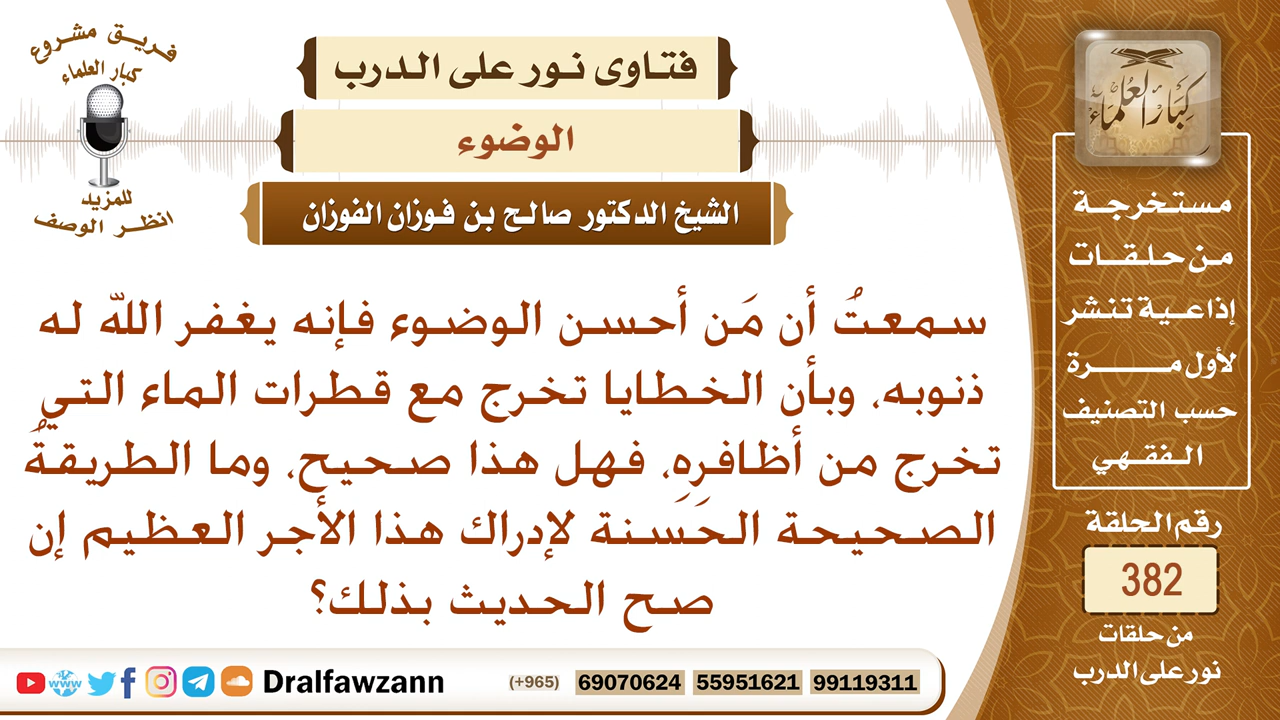 فريق مشروع
كبار العلماء
للمزيد
انظر الوصف
فتاوى نور على الدرب
الوضوء
الشيخ الدكتور صالح بن فوزان الفوزان
سمعتُ أن مَن أحسن الوضوء فإنه يغفر الله له
ذنوبه، وبأن الخطايا تخرج مع قطرات الماء التي
تخرج من أظافرِهِ، فهل هذا صحيح، وما الطريقةُ
الصحيحة الحَسنة لإدراك هذا الأجر العظيم إن
صح الحديث بذلك؟
كبار العلماء
مستخرجة
من حلقات
إذاعية تنشر
لأول مرة
حسب التصنيف
الفقهي
رقم الحلقة
382
من حلقات
نور على الدرب
www Dralfawzann (+965) 69070624 55951621 99119311